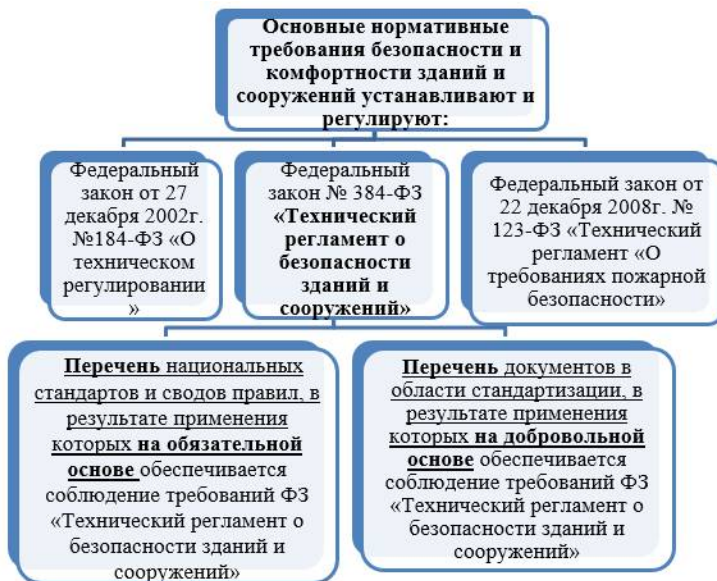 Основные нормативные
требования безопасности и
комфортности зданий и
сооружений устанавливают и
регулируют:
Федеральный
закон от 27
декабря 2002г.
№184-ФЗ «О
техническом
регулировании
»
Федеральный
закон № 384-ФЗ
«Технический
регламент о
безопасности
зданий и
сооружений»
Федеральный закон от
22 декабря 2008г. №
123-ФЗ «Технический
регламент «О
требованиях пожарной
безопасности»
Перечень национальных
стандартов и сводов правил, в
результате применения
которых на обязательной
основе обеспечивается
соблюдение требований ФЗ
«Технический регламент о
безопасности зданий и
сооружений»
Перечень документов в
области стандартизации, в
результате применения
которых на добровольной
основе обеспечивается
соблюдение требований ФЗ
«Технический регламент о
безопасности зданий и
сооружений»